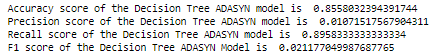 Accuracy score of the Decision Tree ADASYN model is  0.8558032394391744
Precision score of the Decision Tree ADASYN model is  0.01071517567904311
Recall score of the Decision Tree ADASYN model is  0.8958333333333334
F1 score of the Decision Tree ADASYN Model is  0.021177049987687765